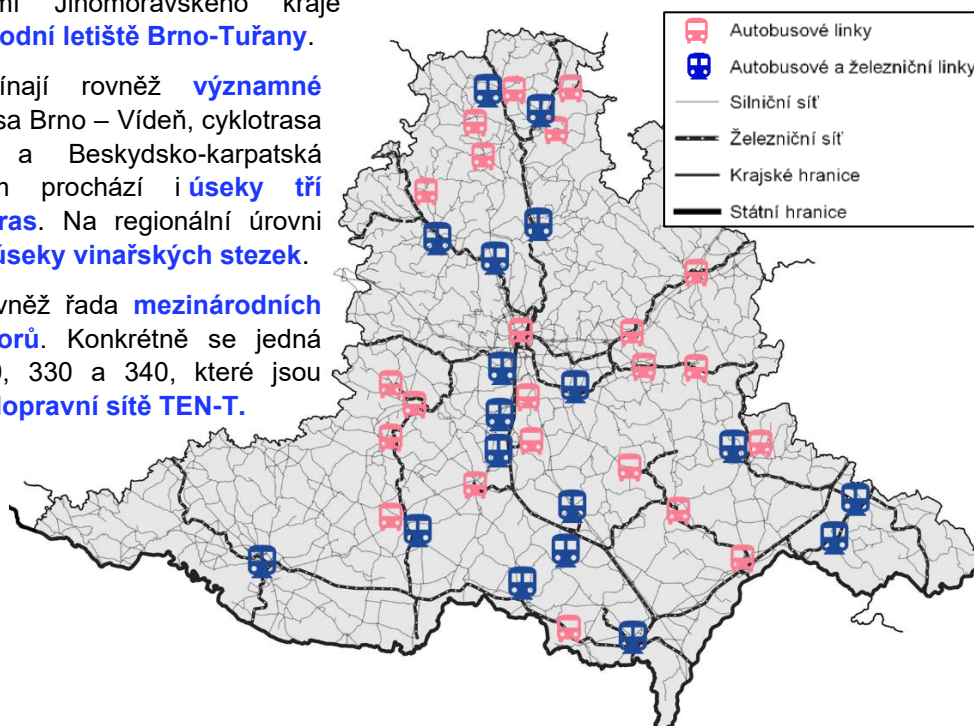 mi Jihomoravského kraje
odní letiště Brno-Tuřany.
ínají rovněž významné
sa Brno – Vídeň, cyklotrasa
a Beskydsko-karpatská
m prochází i úseky tří
ras. Na regionální úrovni
úseky vinařských stezek.
vněž řada mezinárodních
orů. Konkrétně se jedná
0, 330 a 340, které jsou
dopravní sítě TEN-T.
Autobusové linky
Autobusové a železniční linky
Silniční síť
Železniční síť
Krajské hranice
Státní hranice